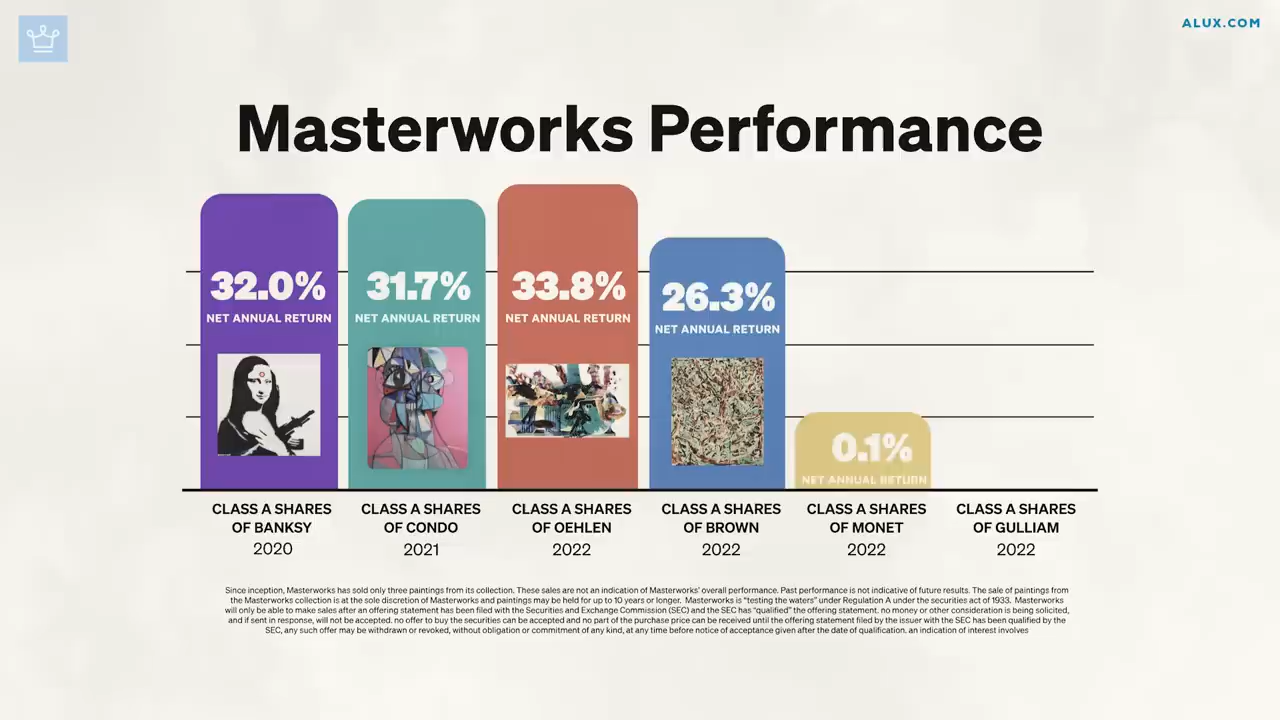 ALUX.COM
Masterworks Performance
32.0%
NET ANNUAL RETURN
31.7%
NET ANNUAL RETURN
33.8%
NET ANNUAL RETURN
26.3%
NET ANNUAL RETURN
0.1%
NET ANNUAL RETURN
CLASS A SHARES
OF BANKSY
2020
CLASS A SHARES
OF CONDO
2021
CLASS A SHARES
OF OEHLEN
2022
CLASS A SHARES
OF BROWN
2022
CLASS A SHARES
OF MONET
2022
CLASS A SHARES
OF GULLIAM
2022
Since inception, Masterworks has sold only three paintings from its collection. These sales are not an indication of Masterworks' overall performance. Past performance is not indicative of future results. The sale of paintings from
the Masterworks collection is at the sole discretion of Masterworks and paintings may be held for up to 10 years or longer. Masterworks is "testing the waters" under Regulation A under the securities act of 1933. Masterworks
will only be able to make sales after an offering statement has been filed with the Securities and Exchange Commission (SEC) and the SEC has "qualified" the offering statement. no money or other consideration is being solicited,
and if sent in response, will not be accepted. no offer to buy the securities can be accepted and no part of the purchase price can be received until the offering statement filed by the issuer with the SEC has been qualified by the
SEC, any such offer may be withdrawn or revoked, without obligation or commitment of any kind, at any time before notice of acceptance given after the date of qualification. an indication of interest involves